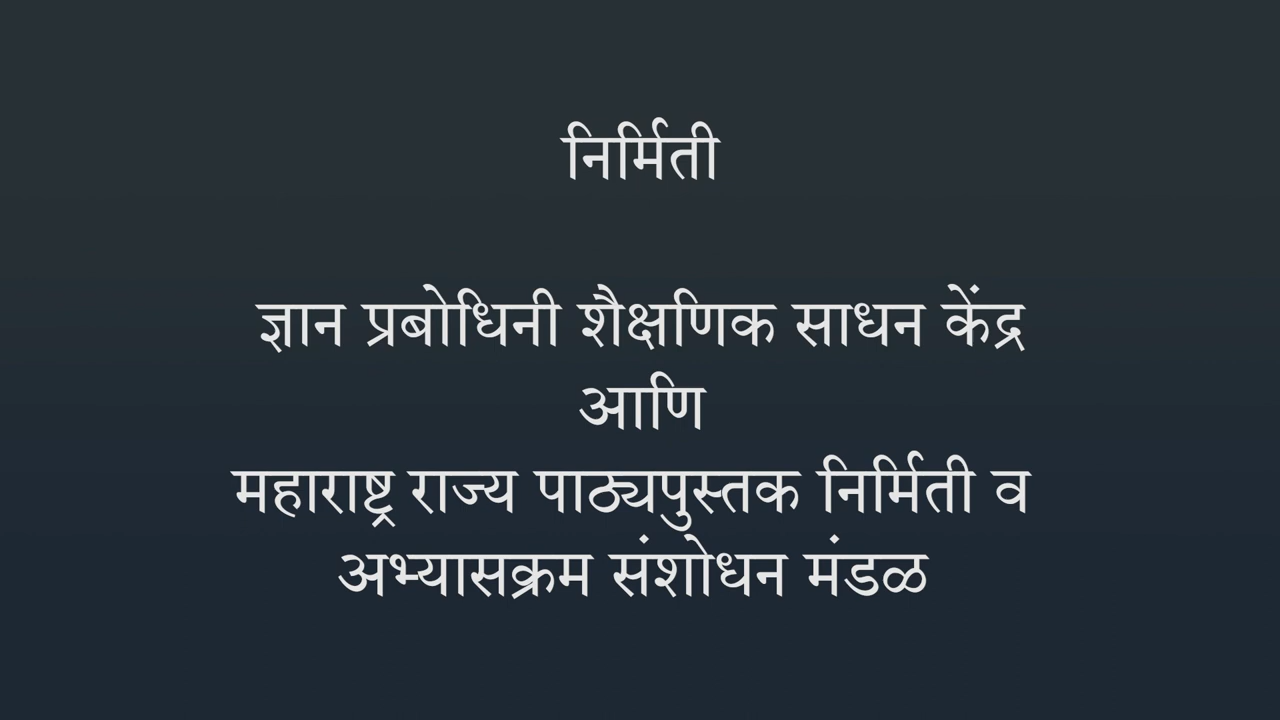 निर्मिती
ज्ञान प्रबोधिनी शैक्षणिक साधन केंद्र
आणि
महाराष्ट्र राज्य पाठ्यपुस्तक निर्मिती व
अभ्यासक्रम संशोधन मंडळ